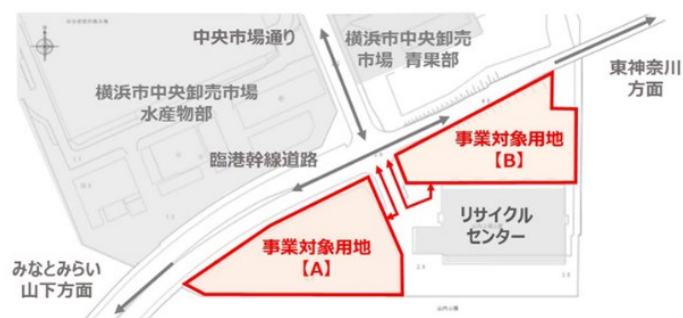 中央市場通り
横浜市中央卸売
市場 青果部
東神奈川
方面
横浜市中央卸売市場
水産物部
臨港幹線道路
事業対象用地
【B】
リサイクル
センター
事業対象用地
【A】
みなとみらい
山下方面